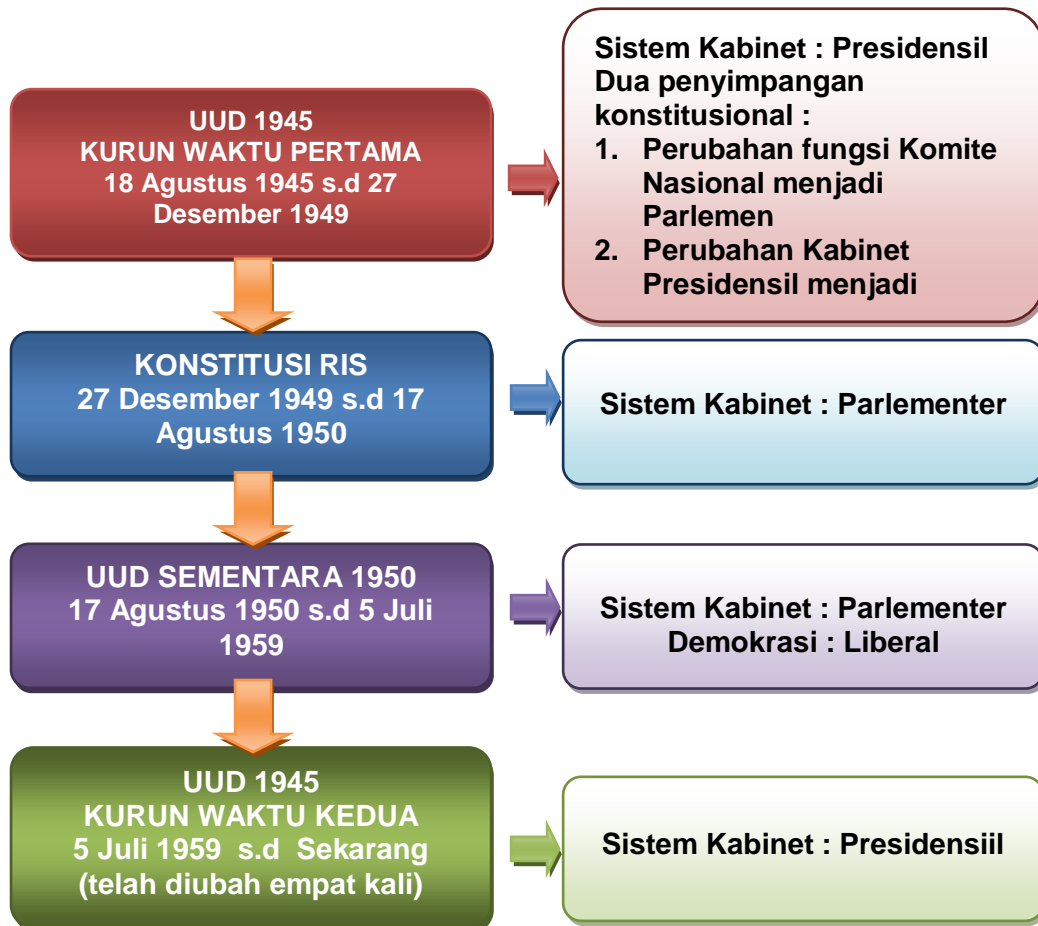 UUD 1945
KURUN WAKTU PERTAMA
18 Agustus 1945 s.d 27
Desember 1949
Sistem Kabinet : Presidensil
Dua penyimpangan
konstitusional :
1. Perubahan fungsi Komite
Nasional menjadi
Parlemen
2. Perubahan Kabinet
Presidensil menjadi
KONSTITUSI RIS
27 Desember 1949 s.d 17
Agustus 1950
Sistem Kabinet : Parlementer
UUD SEMENTARA 1950
17 Agustus 1950 s.d 5 Juli
1959
Sistem Kabinet : Parlementer
Demokrasi : Liberal
UUD 1945
KURUN WAKTU KEDUA
5 Juli 1959 s.d Sekarang
(telah diubah empat kali)
Sistem Kabinet : Presidensiil